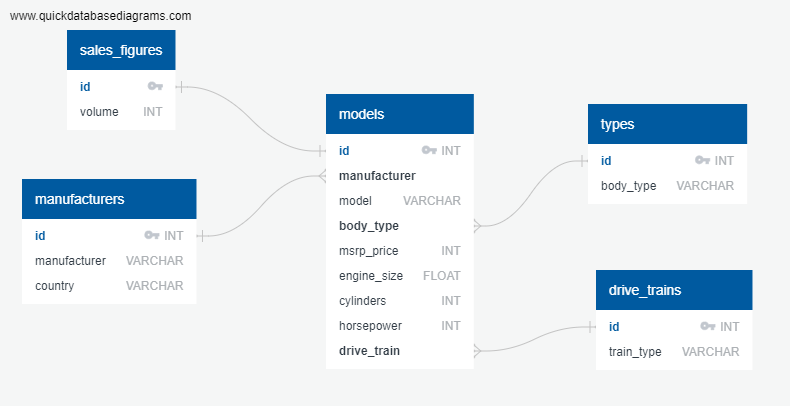 www.quickdatabasediagrams.com
sales_figures
id
volume INT
manufacturers
id INT
manufacturer VARCHAR
country VARCHAR
models
id INT
manufacturer
model VARCHAR
body_type
msrp_price INT
engine_size FLOAT
cylinders INT
horsepower INT
drive_train
types
id INT
body_type VARCHAR
drive_trains
id INT
train_type VARCHAR